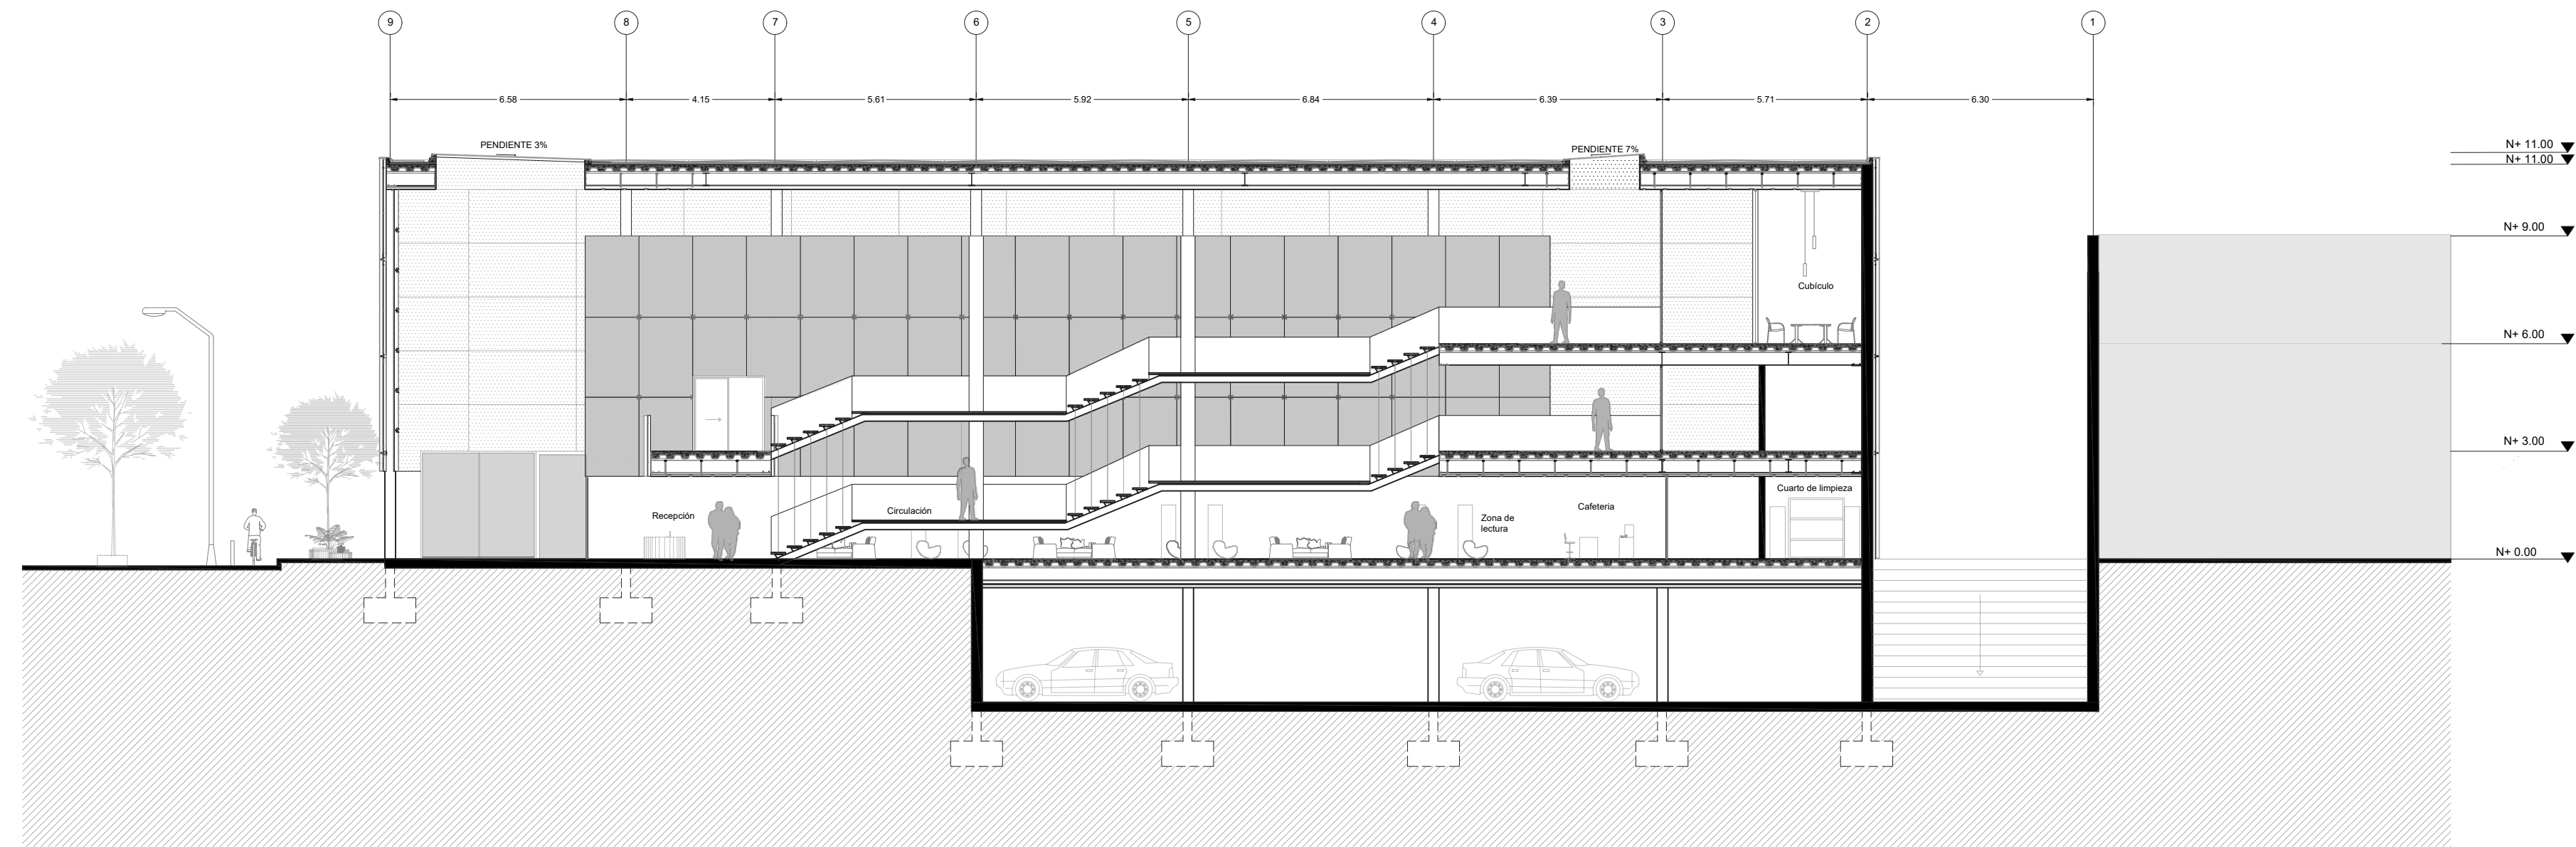 9 8 7 6 5 4 3 2 1
6.58 4.15 5.61 5.92 6.84 6.39 5.71 6.30
PENDIENTE 3%
PENDIENTE 7%
N+ 11.00
N+ 11.00
N+ 9.00
Cubículo
N+ 6.00
N+ 3.00
Cuarto de limpieza
Cafeteria
Recepción
Circulación
Zona de
lectura
N+ 0.00